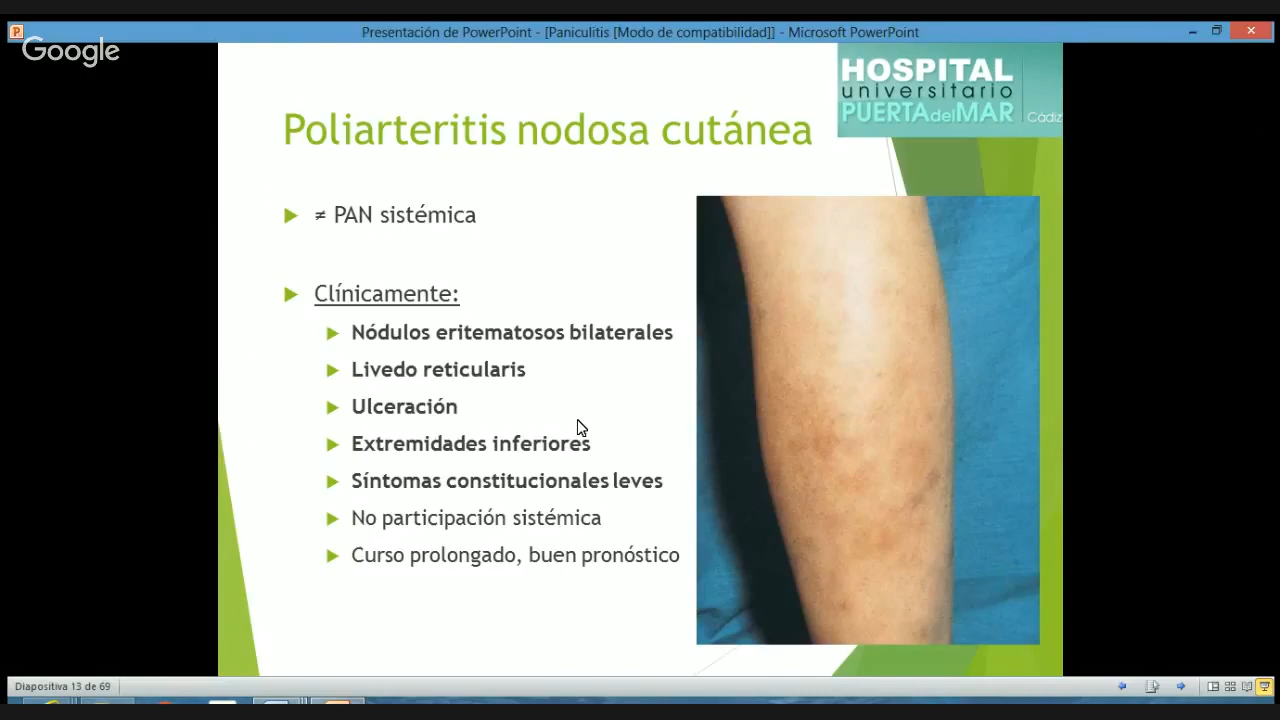 Presentación de PowerPoint - [Paniculitis [Modo de compatibilidad]] - Microsoft PowerPoint
Google
HOSPITAL
universitario
PUERTAdelMAR Cádiz
Poliarteritis nodosa cutánea
≠ PAN sistémica
Clínicamente:
Nódulos eritematosos bilaterales
Livedo reticularis
Ulceración
Extremidades inferiores
Síntomas constitucionales leves
No participación sistémica
Curso prolongado, buen pronóstico
Diapositiva 13 de 69